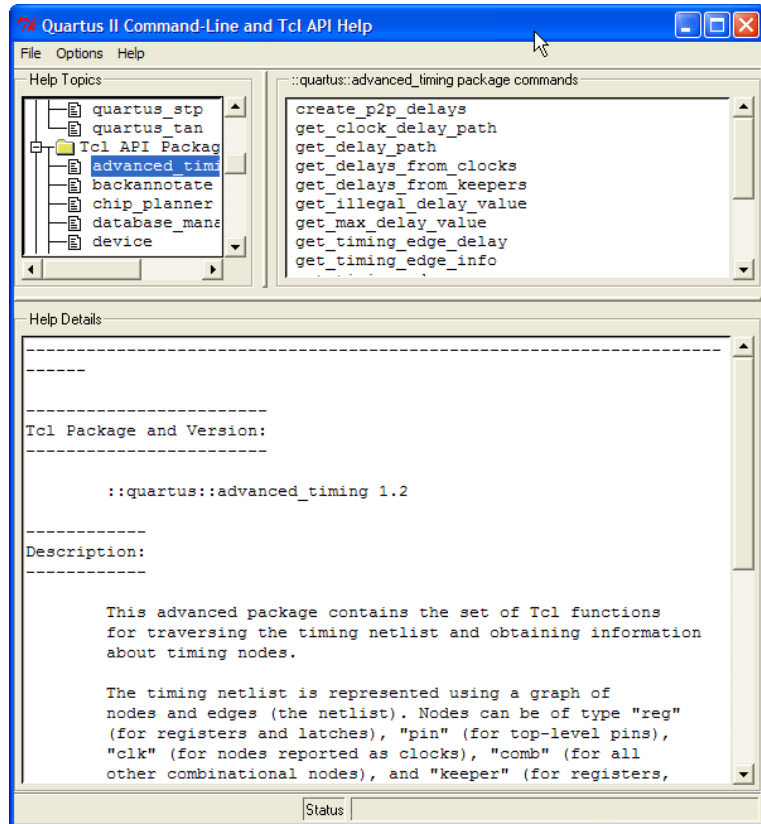 Quartus II Command-Line and Tcl API Help
File Options Help
Help Topics
quartus_stp
quartus_tan
Tcl API Packag
advanced_timi
backannotate
chip_planner
database_mana
device
::quartus::advanced_timing package commands
create_p2p_delays
get_clock_delay_path
get_delay_path
get_delays_from_clocks
get_delays_from_keepers
get_illegal_delay_value
get_max_delay_value
get_timing_edge_delay
get_timing_edge_info
Help Details
---------------------------------------------------------------------
------
------------------------
Tcl Package and Version:
------------------------
::quartus::advanced_timing 1.2
------------
Description:
------------
This advanced package contains the set of Tcl functions
for traversing the timing netlist and obtaining information
about timing nodes.
The timing netlist is represented using a graph of
nodes and edges (the netlist). Nodes can be of type "reg"
(for registers and latches), "pin" (for top-level pins),
"clk" (for nodes reported as clocks), "comb" (for all
other combinational nodes), and "keeper" (for registers,
Status